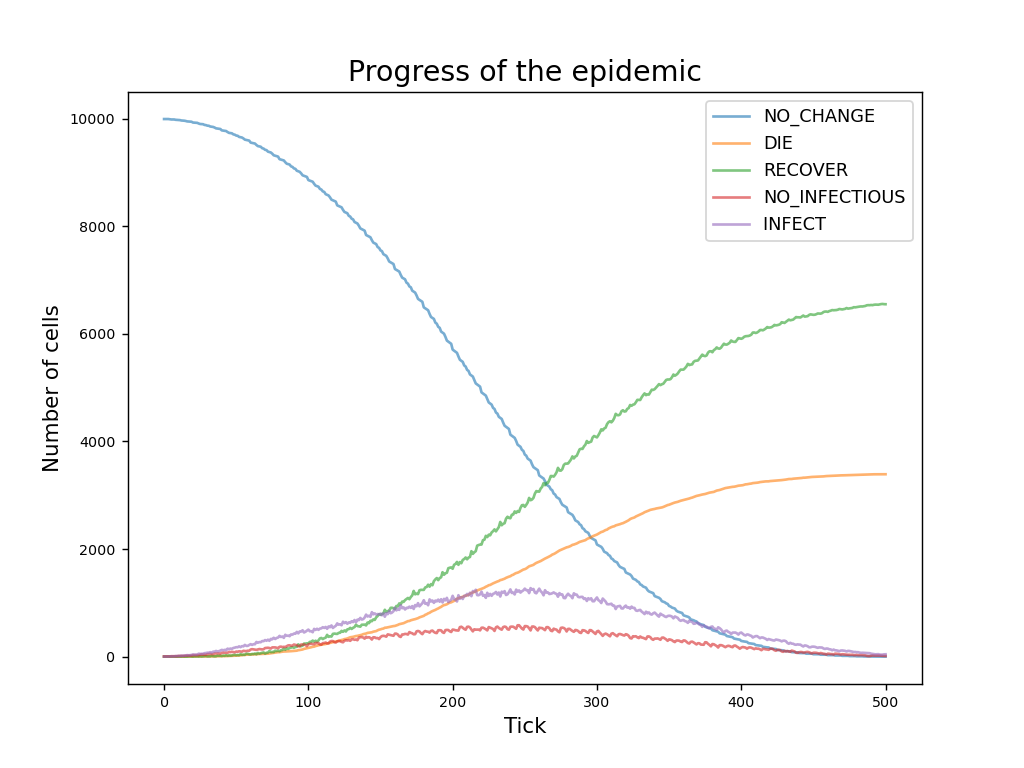 Progress of the epidemic
NO_CHANGE
DIE
RECOVER
NO_INFECTIOUS
INFECT
Number of cells
10000
8000
6000
4000
2000
0
0 100 200 300 400 500
Tick